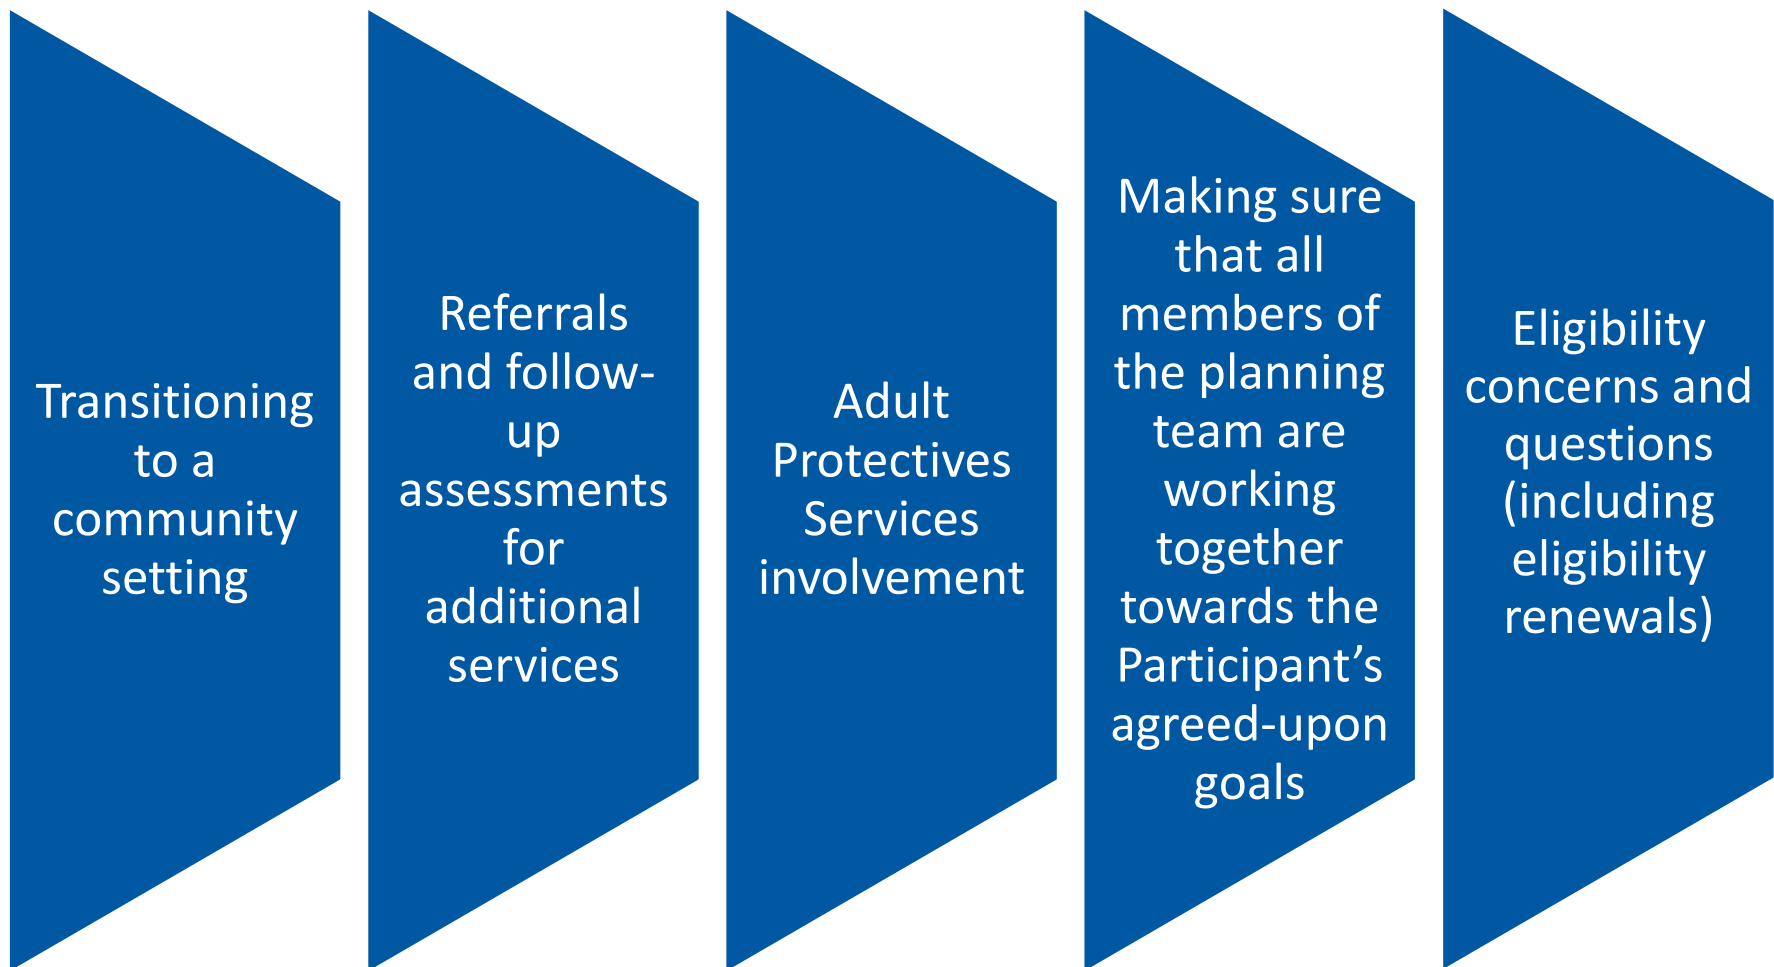 Transitioning
to a
community
setting
Referrals
and follow-
up
assessments
for
additional
services
Adult
Protectives
Services
involvement
Making sure
that all
members of
the planning
team are
working
together
towards the
Participant’s
agreed-upon
goals
Eligibility
concerns and
questions
(including
eligibility
renewals)